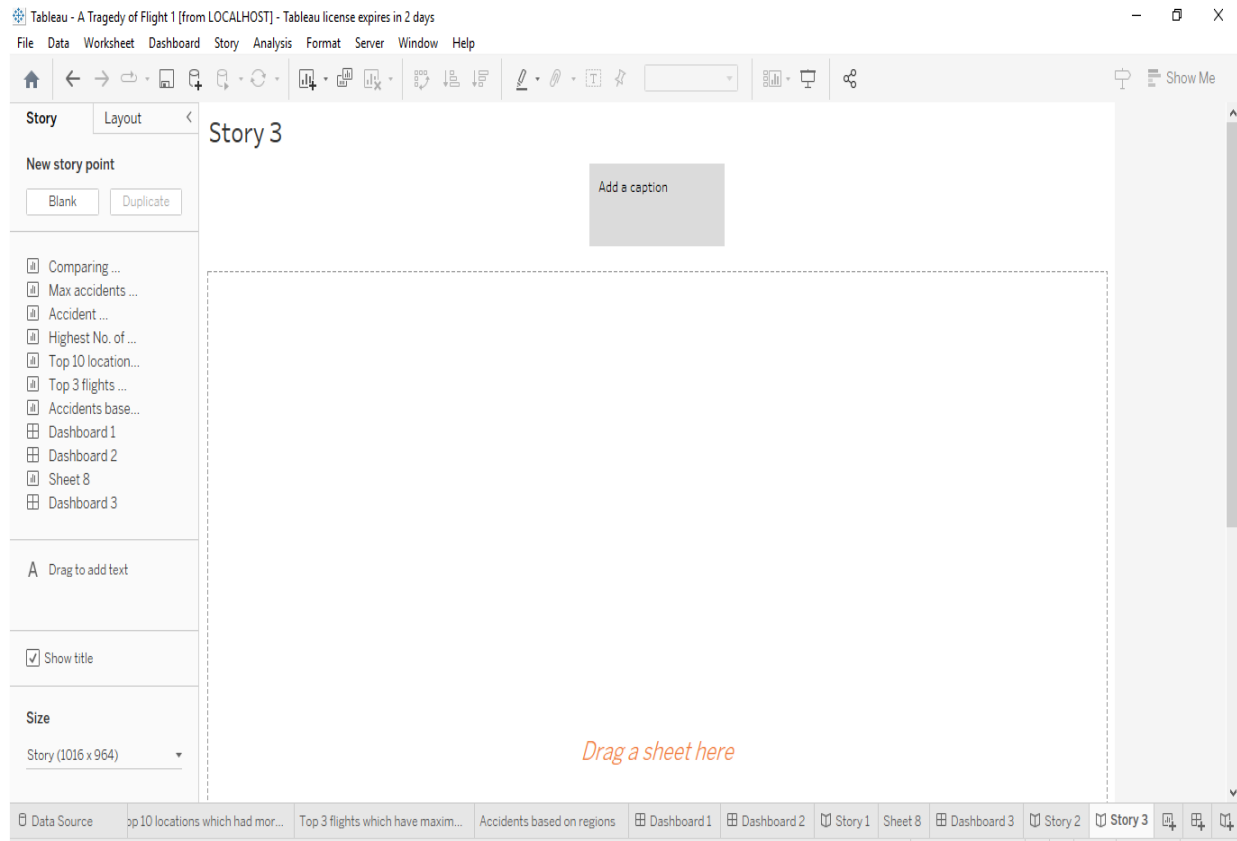 Tableau - A Tragedy of Flight 1 [from LOCALHOST] - Tableau license expires in 2 days
File Data Worksheet Dashboard Story Analysis Format Server Window Help
Show Me
Story Layout
New story point
Blank Duplicate
Comparing ...
Max accidents ...
Accident ...
Highest No. of ...
Top 10 location...
Top 3 flights ...
Accidents base...
Dashboard 1
Dashboard 2
Sheet 8
Dashboard 3
A Drag to add text
Show title
Size
Story (1016 x 964)
Story 3
Add a caption
Drag a sheet here
Data Source op 10 locations which had mor... Top 3 flights which have maxim... Accidents based on regions Dashboard 1 Dashboard 2 Story 1 Sheet 8 Dashboard 3 Story 2 Story 3